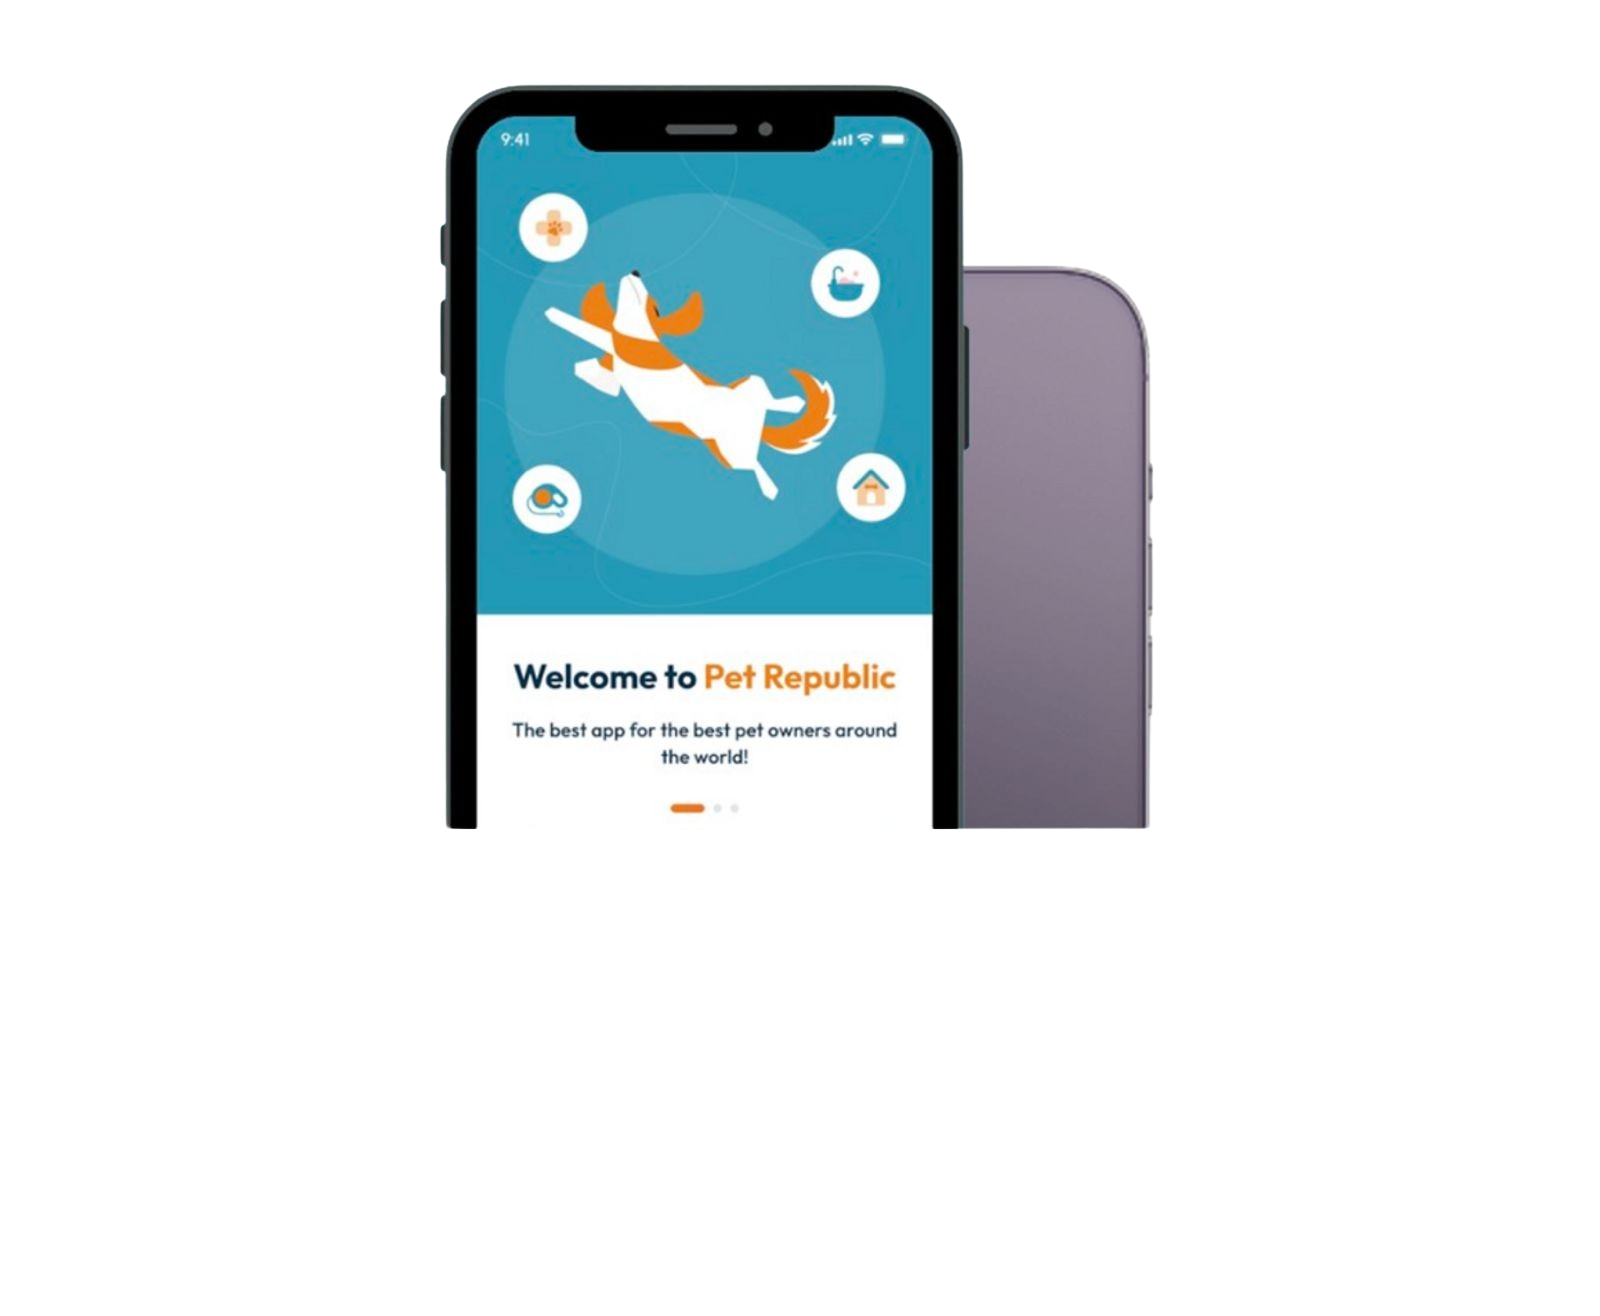 9:41
Welcome to Pet Republic
The best app for the best pet owners around
the world!